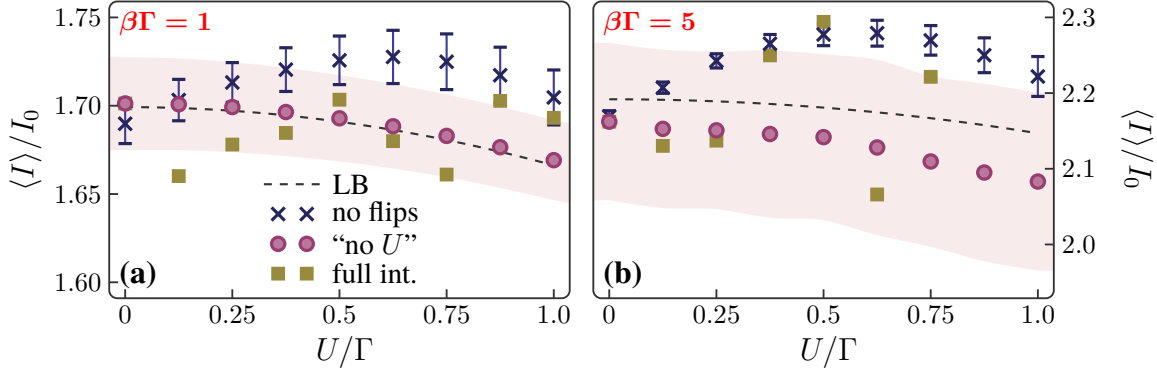 βΓ = 1
1.75
1.70
1.65
1.60
⟨I⟩/I₀
LB
no flips
“no U”
full int.
(a)
0 0.25 0.5 0.75 1.0
U/Γ
βΓ = 5
2.3
2.2
2.1
2.0
⟨I⟩/I₀
(b)
0 0.25 0.5 0.75 1.0
U/Γ